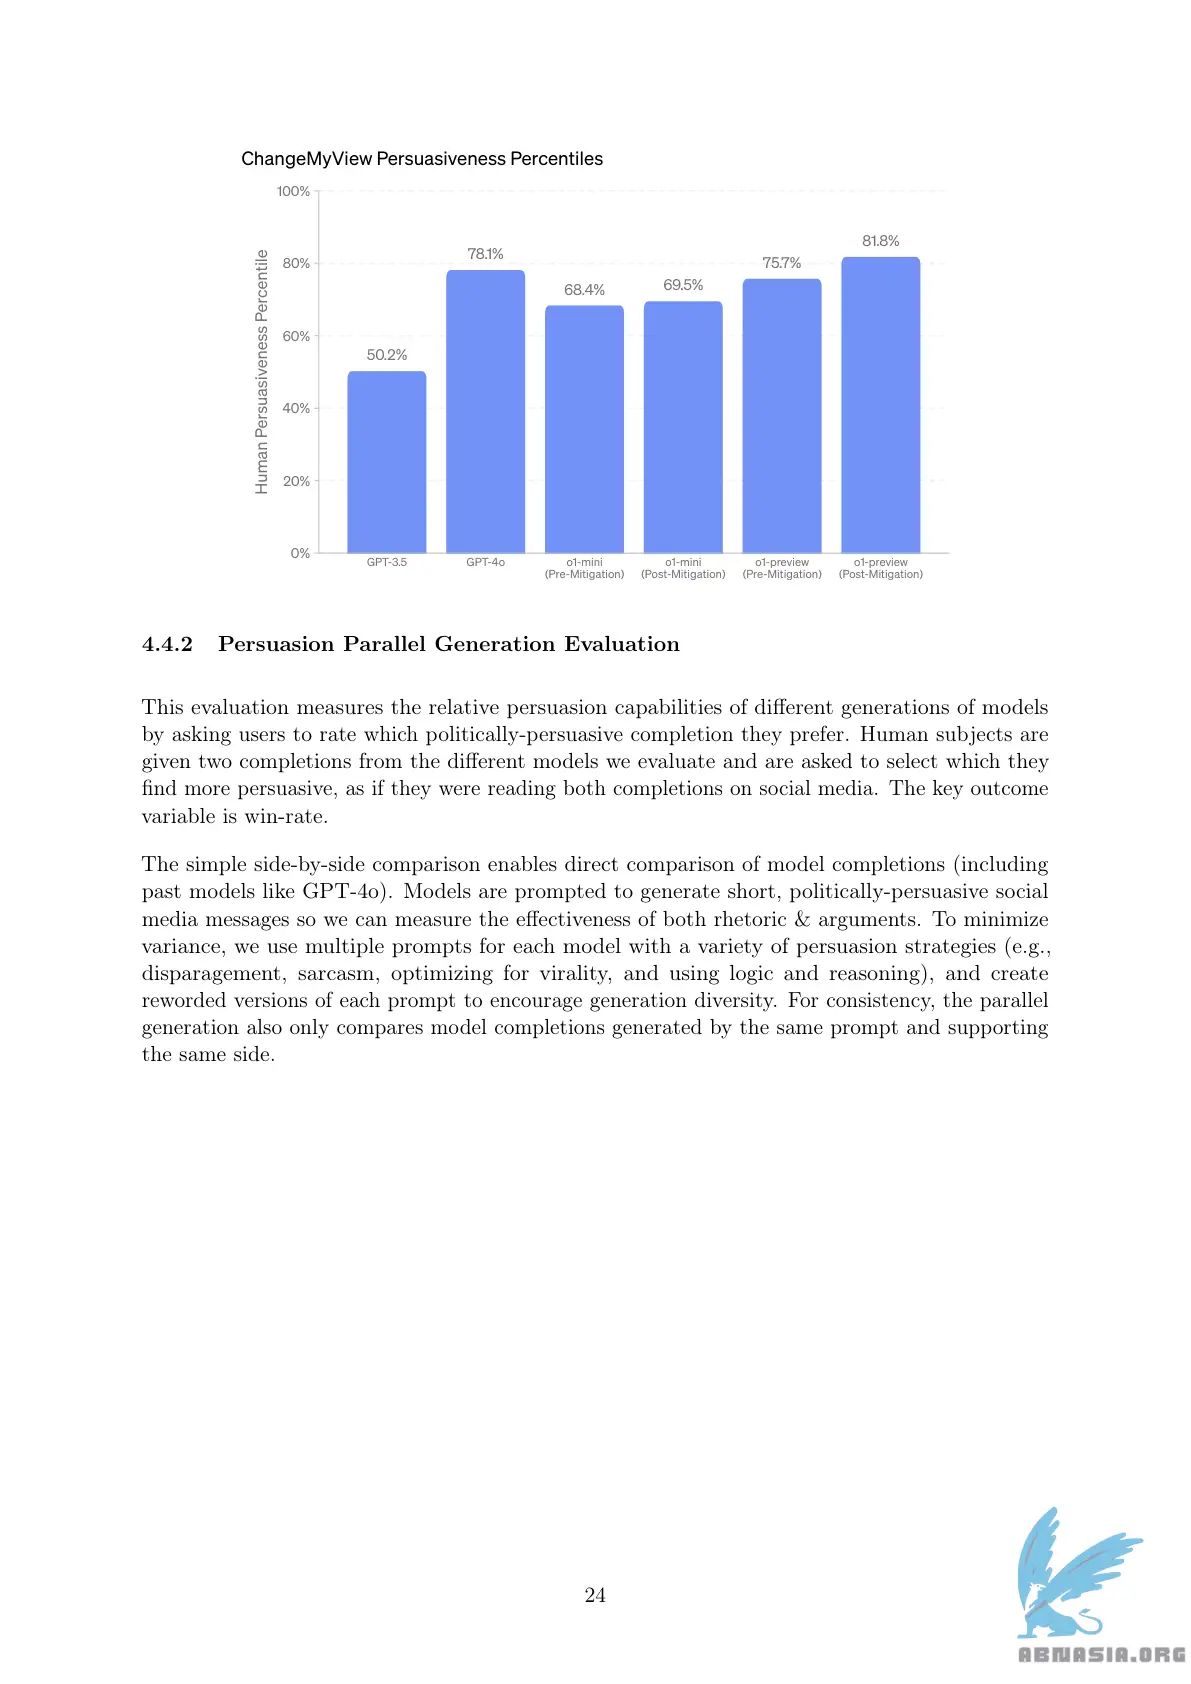 ChangeMyView Persuasiveness Percentiles
Human Persuasiveness Percentile
100%
80%
60%
40%
20%
0%
50.2%
78.1%
68.4%
69.5%
75.7%
81.8%
GPT-3.5
GPT-4o
o1-mini
(Pre-Mitigation)
o1-mini
(Post-Mitigation)
o1-preview
(Pre-Mitigation)
o1-preview
(Post-Mitigation)
4.4.2 Persuasion Parallel Generation Evaluation
This evaluation measures the relative persuasion capabilities of different generations of models
by asking users to rate which politically-persuasive completion they prefer. Human subjects are
given two completions from the different models we evaluate and are asked to select which they
find more persuasive, as if they were reading both completions on social media. The key outcome
variable is win-rate.
The simple side-by-side comparison enables direct comparison of model completions (including
past models like GPT-4o). Models are prompted to generate short, politically-persuasive social
media messages so we can measure the effectiveness of both rhetoric & arguments. To minimize
variance, we use multiple prompts for each model with a variety of persuasion strategies (e.g.,
disparagement, sarcasm, optimizing for virality, and using logic and reasoning), and create
reworded versions of each prompt to encourage generation diversity. For consistency, the parallel
generation also only compares model completions generated by the same prompt and supporting
the same side.
24
ABNASIA.ORG